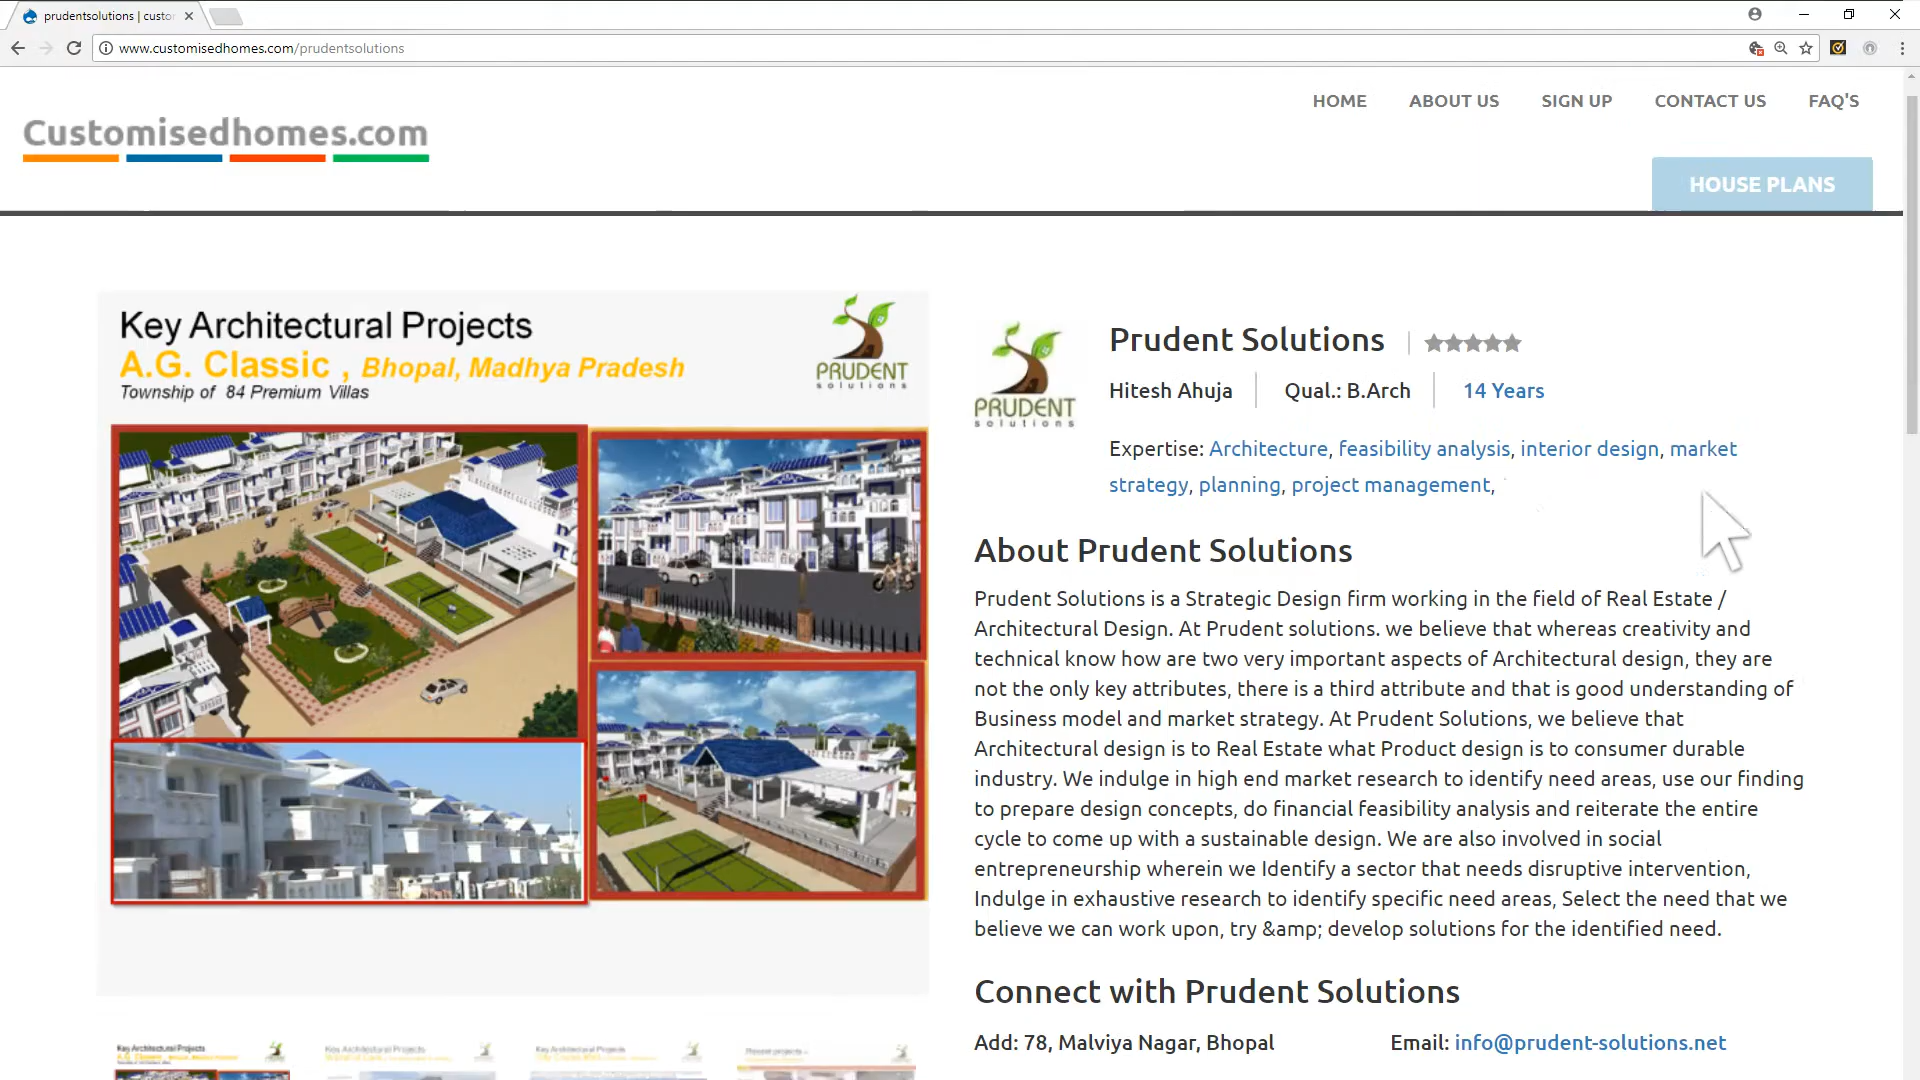 prudentsolutions | custo
www.customisedhomes.com/prudentsolutions
HOME ABOUT US SIGN UP CONTACT US FAQ'S
Customisedhomes.com
HOUSE PLANS
Key Architectural Projects
A.G. Classic , Bhopal, Madhya Pradesh
Township of 84 Premium Villas
PRUDENT
solutions
PRUDENT
solutions
Prudent Solutions
Hitesh Ahuja Qual.: B.Arch 14 Years
Expertise: Architecture, feasibility analysis, interior design, market
strategy, planning, project management,
About Prudent Solutions
Prudent Solutions is a Strategic Design firm working in the field of Real Estate /
Architectural Design. At Prudent solutions. we believe that whereas creativity and
technical know how are two very important aspects of Architectural design, they are
not the only key attributes, there is a third attribute and that is good understanding of
Business model and market strategy. At Prudent Solutions, we believe that
Architectural design is to Real Estate what Product design is to consumer durable
industry. We indulge in high end market research to identify need areas, use our finding
to prepare design concepts, do financial feasibility analysis and reiterate the entire
cycle to come up with a sustainable design. We are also involved in social
entrepreneurship wherein we Identify a sector that needs disruptive intervention,
Indulge in exhaustive research to identify specific need areas, Select the need that we
believe we can work upon, try &amp; develop solutions for the identified need.
Connect with Prudent Solutions
Add: 78, Malviya Nagar, Bhopal Email: info@prudent-solutions.net
Key Architectural Projects
Key Architectural Projects
Key Architectural Projects